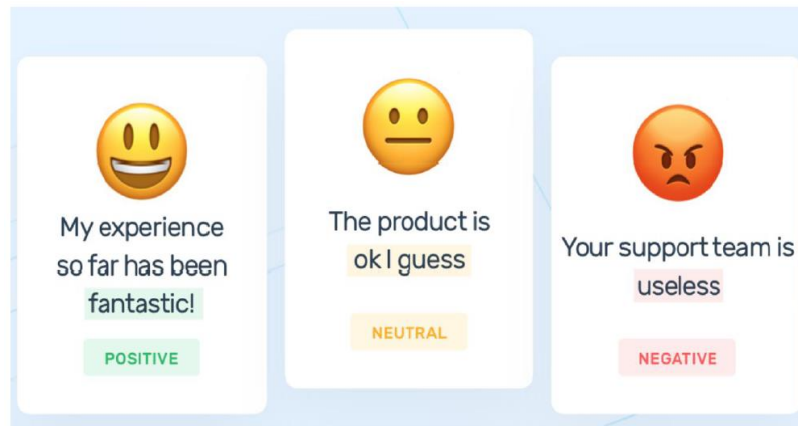 My experience
so far has been
fantastic!
POSITIVE
The product is
ok I guess
NEUTRAL
Your support team is
useless
NEGATIVE